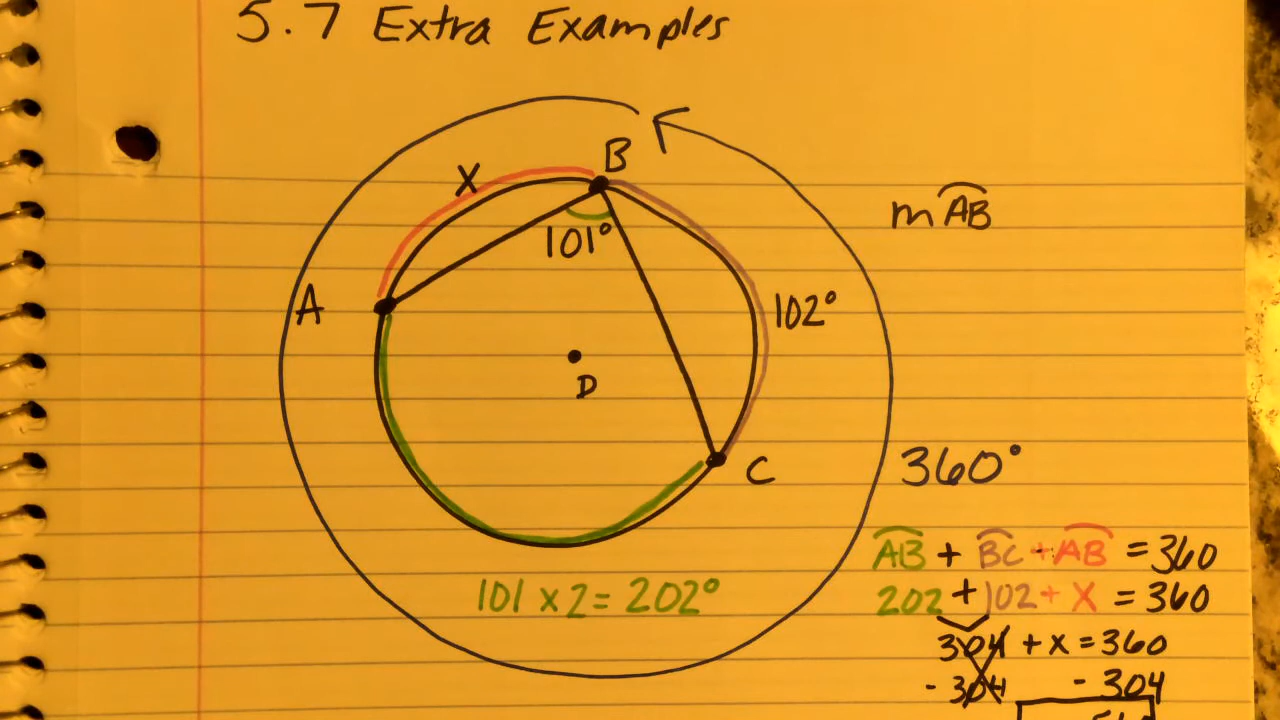 5.7 Extra Examples
B
X
101°
mAB
A
102°
D
C
360°
AB + BC + AB = 360
101 x 2 = 202°
202 + 102 + X = 360
304 + x = 360
- 304 - 304